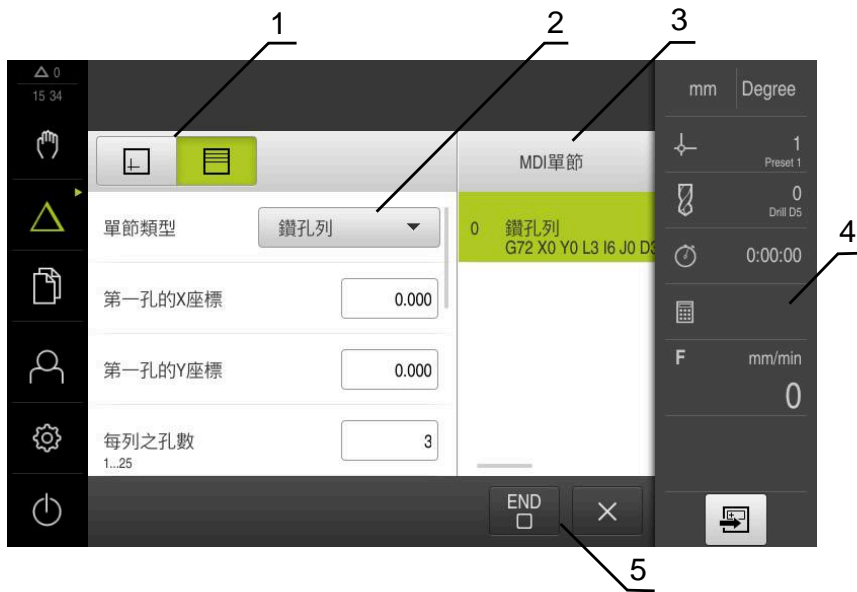 1
2
3
0
15 34
mm
Degree
MDI單節
1
Preset 1
單節類型
鑽孔列
0
鑽孔列
G72 X0 Y0 L3 I6 J0 D3
0
Drill D5
4
0:00:00
第一孔的X座標
0.000
第一孔的Y座標
0.000
F
mm/min
0
每列之孔數
3
1...25
END
5